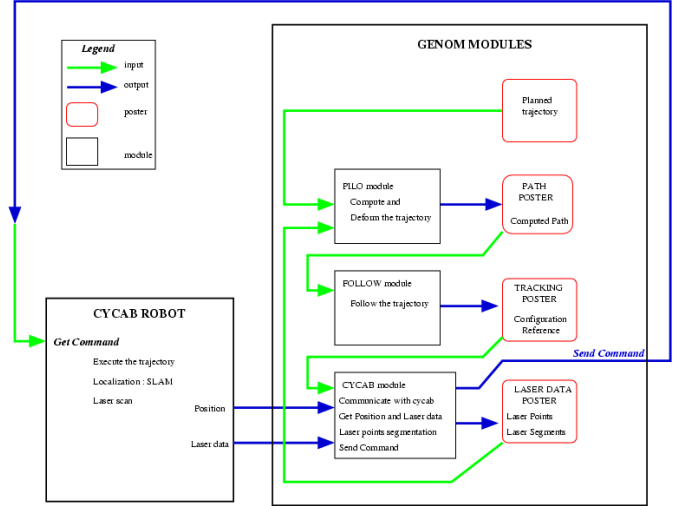 Legend
input
output
poster
module
GENOM MODULES
Planned
trajectory
PILO module
Compute and
Deform the trajectory
PATH
POSTER
Computed Path
FOLLOW module
Follow the trajectory
TRACKING
POSTER
Configuration
Reference
Send Command
CYCAB ROBOT
Get Command
Execute the trajectory
Localization : SLAM
Laser scan
Position
Laser data
CYCAB module
Communicate with cycab
Get Position and Laser data
Laser points segmentation
Send Command
LASER DATA
POSTER
Laser Points
Laser Segments